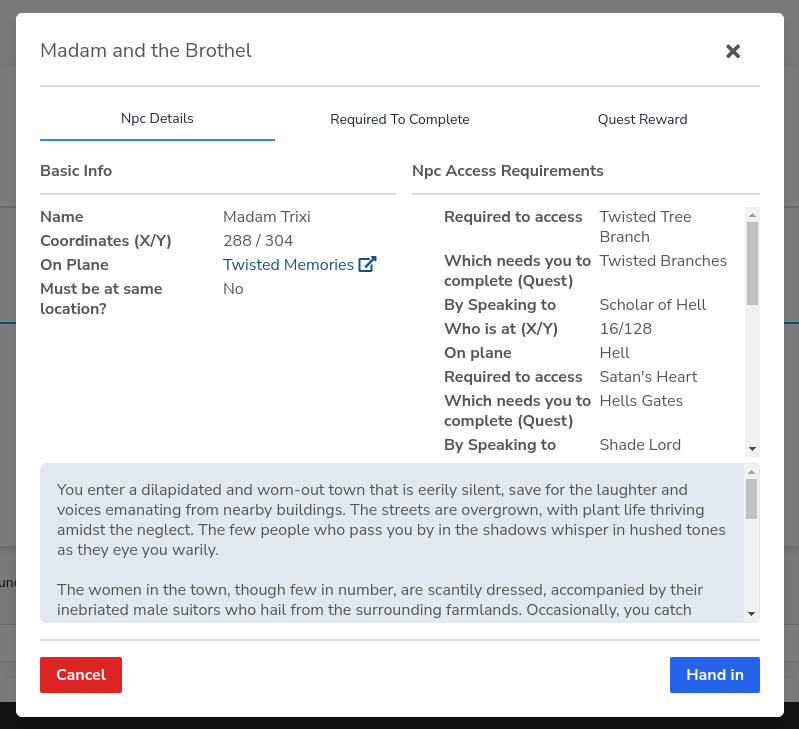 Madam and the Brothel
Npc Details
Required To Complete
Quest Reward
Basic Info
Name Madam Trixi
Coordinates (X/Y) 288 / 304
On Plane Twisted Memories
Must be at same No
location?
Npc Access Requirements
Required to access Twisted Tree
Branch
Which needs you to Twisted Branches
complete (Quest)
By Speaking to Scholar of Hell
Who is at (X/Y) 16/128
On plane Hell
Required to access Satan's Heart
Which needs you to Hells Gates
complete (Quest)
By Speaking to Shade Lord
You enter a dilapidated and worn-out town that is eerily silent, save for the laughter and
voices emanating from nearby buildings. The streets are overgrown, with plant life thriving
amidst the neglect. The few people who pass you by in the shadows whisper in hushed tones
as they eye you warily.
The women in the town, though few in number, are scantily dressed, accompanied by their
inebriated male suitors who hail from the surrounding farmlands. Occasionally, you catch
Cancel
Hand in